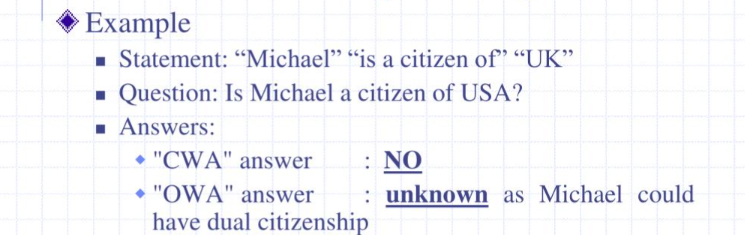 Example
Statement: “Michael” “is a citizen of” “UK”
Question: Is Michael a citizen of USA?
Answers:
"CWA" answer : NO
"OWA" answer : unknown as Michael could
have dual citizenship